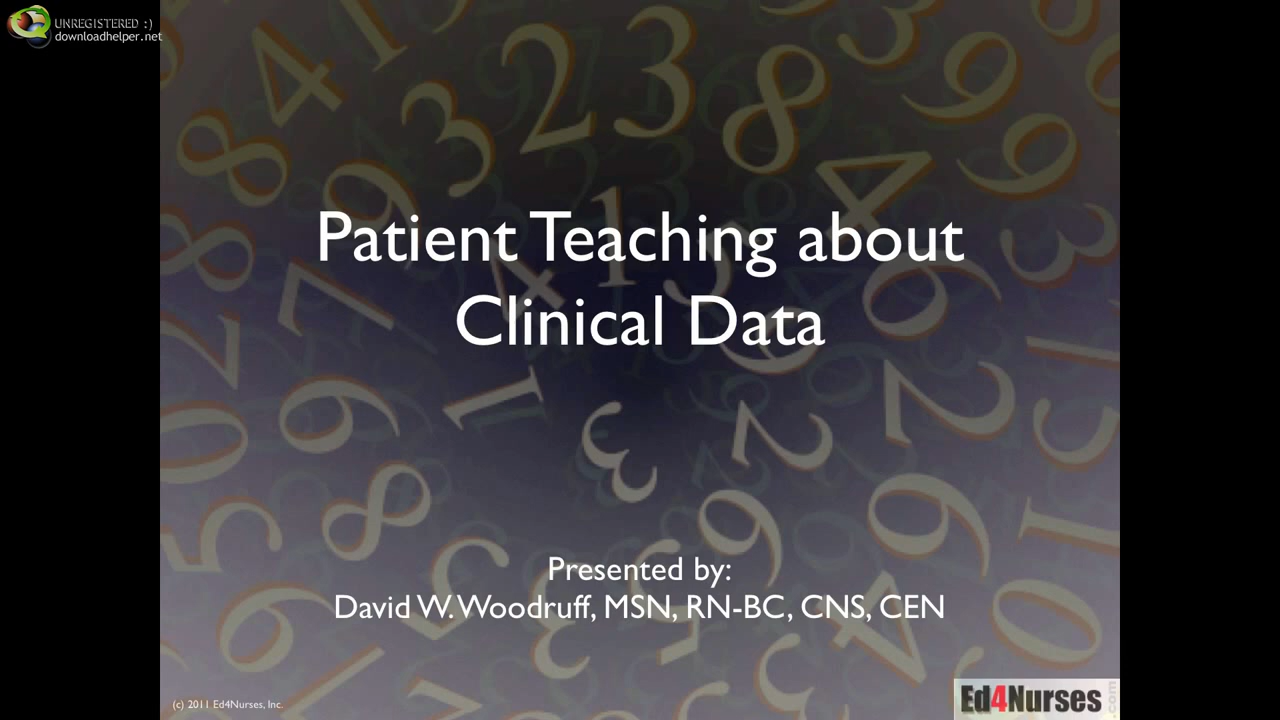 UNREGISTERED :)
downloadhelper.net
Patient Teaching about
Clinical Data
Presented by:
David W. Woodruff, MSN, RN-BC, CNS, CEN
(c) 2011 Ed4Nurses, Inc.
Ed4Nurses.com